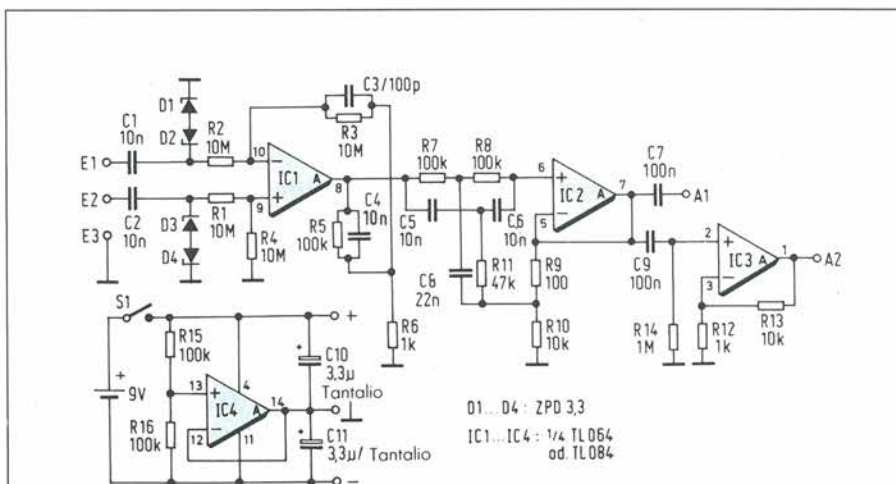 C3/100p
D1
D2
R2
10M
R3
10M
C1
10n
E1
10
−
IC1
A
+
9
8
E2
C2
10n
R1
10M
D3
D4
R4
10M
E3
R5
100k
C4
10n
R6
1k
R7
100k
R8
100k
C5
10n
C6
10n
C8
22n
R11
47k
6
+
IC2
A
−
5
7
R9
100
R10
10k
C7
100n
A1
C9
100n
R14
1M
2
+
IC3
A
−
3
1
A2
R12
1k
R13
10k
S1
+
9V
R15
100k
R16
100k
13
+
4
IC4
A
−
12
11
14
+
C10
3,3µ
Tantalio
+
C11
3,3µ/ Tantalio
+
−
D1...D4 : ZPD 3,3
IC1...IC4 : 1/4 TL064
od. TL084